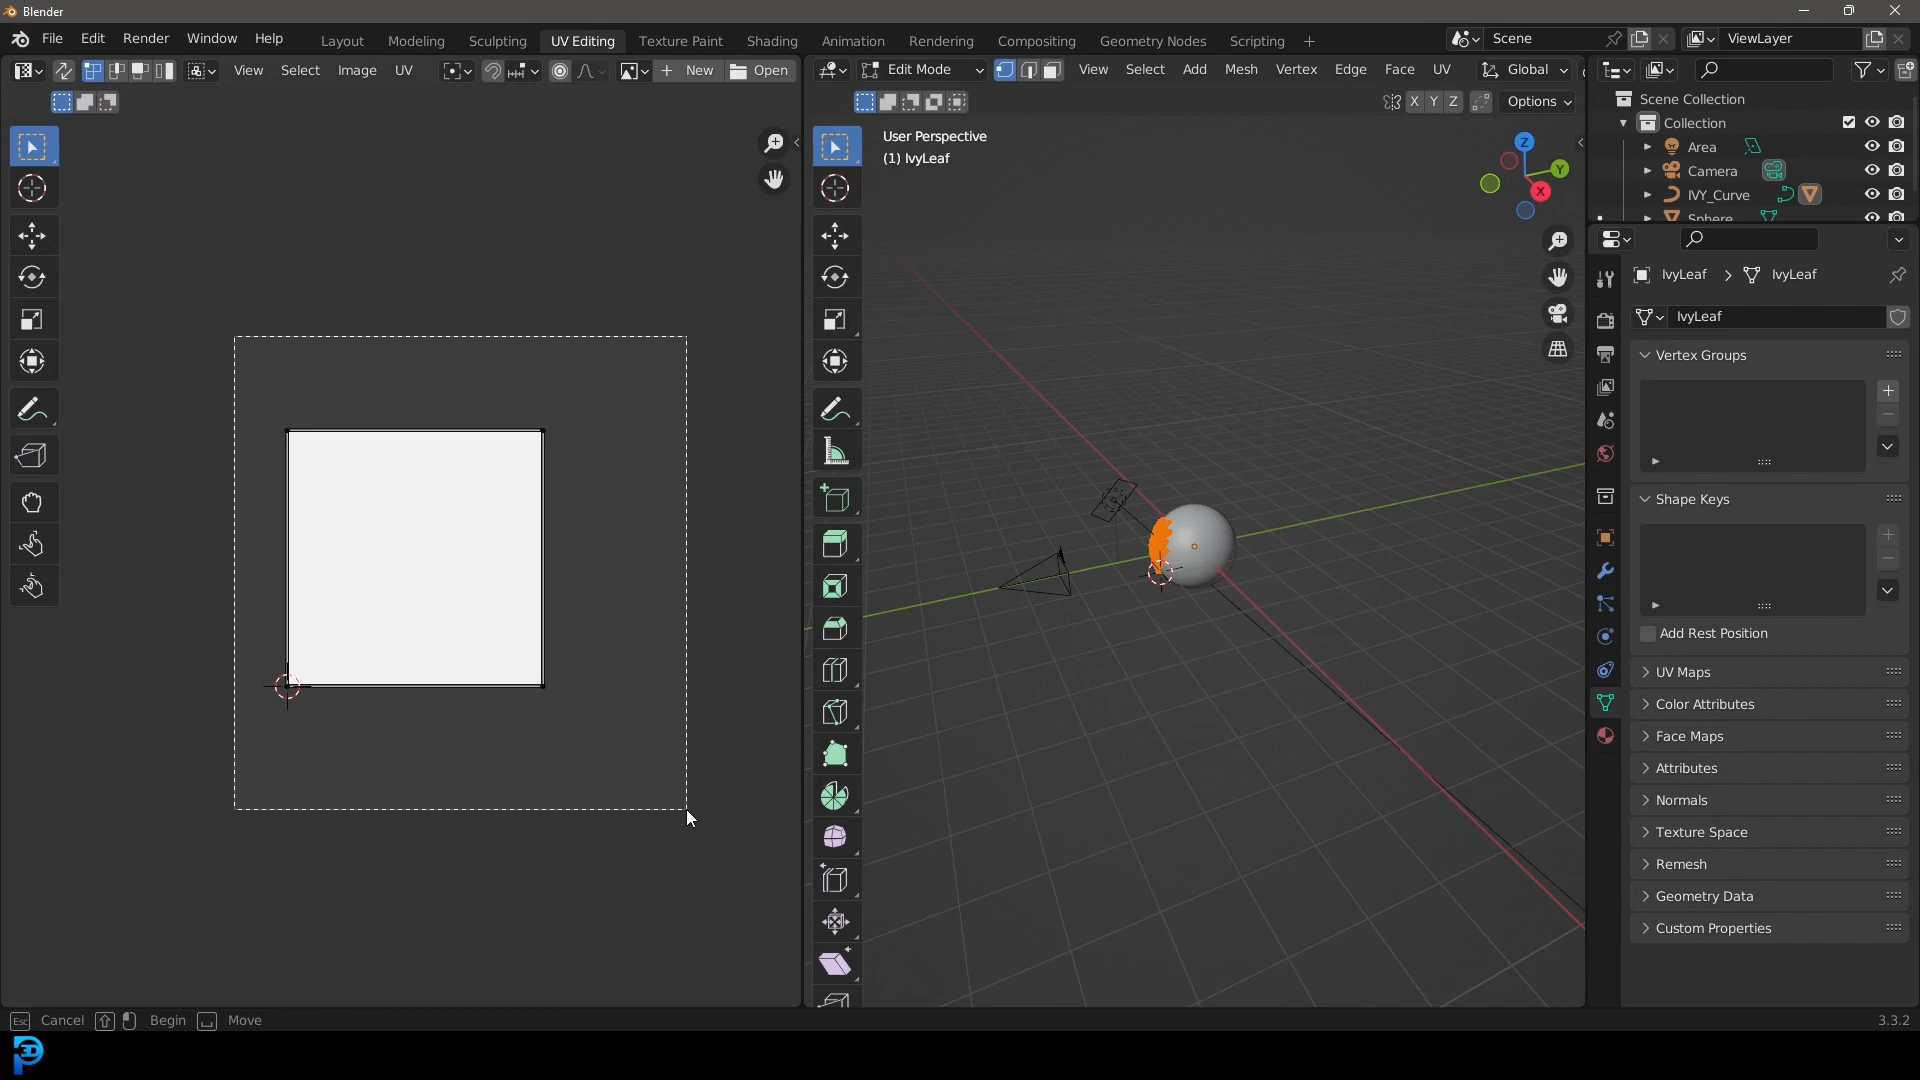 Blender
File Edit Render Window Help Layout Modeling Sculpting UV Editing Texture Paint Shading Animation Rendering Compositing Geometry Nodes Scripting + Scene ViewLayer
View Select Image UV New Open
Edit Mode View Select Add Mesh Vertex Edge Face UV Global
X Y Z Options
User Perspective
(1) IvyLeaf
Z
Y
X
Scene Collection
Collection
Area
Camera
IVY_Curve
Sphere
IvyLeaf > IvyLeaf
IvyLeaf
Vertex Groups
Shape Keys
Add Rest Position
UV Maps
Color Attributes
Face Maps
Attributes
Normals
Texture Space
Remesh
Geometry Data
Custom Properties
Esc Cancel Begin Move 3.3.2
P3D